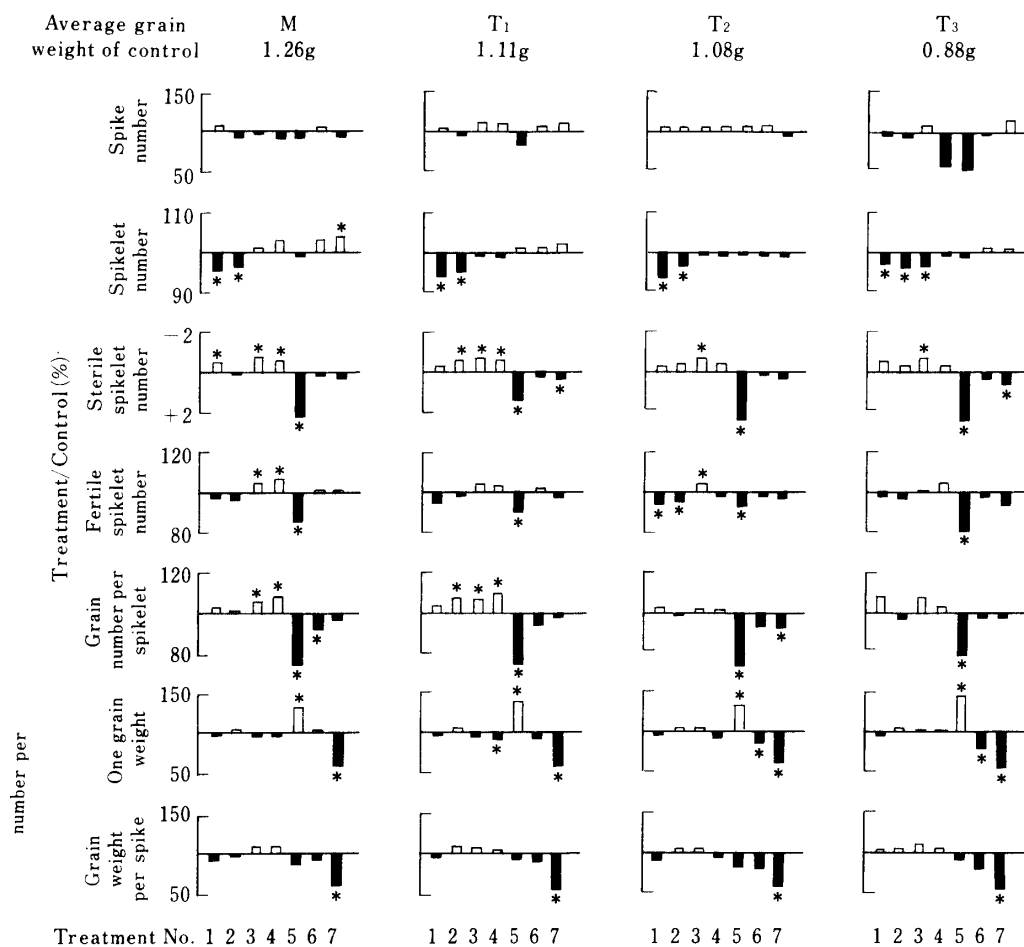 Average grain weight of control
M T1 T2 T3
1.26g 1.11g 1.08g 0.88g
Treatment/Control (%)
Spike number
150
50
Spikelet number
110
90
Sterile spikelet number
−2
+2
Fertile spikelet number
120
80
Grain number per spikelet
120
80
One grain weight
150
50
number per
Grain weight per spike
150
50
Treatment No. 1 2 3 4 5 6 7 1 2 3 4 5 6 7 1 2 3 4 5 6 7 1 2 3 4 5 6 7